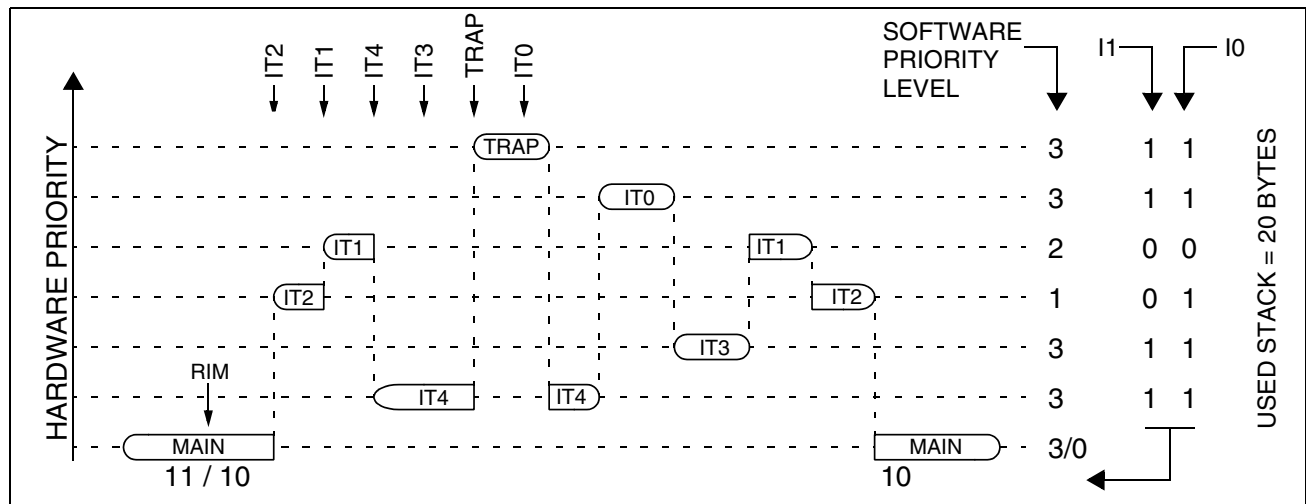 IT2
IT1
IT4
IT3
TRAP
IT0
SOFTWARE
PRIORITY
LEVEL
I1
I0
HARDWARE PRIORITY
TRAP
3
1 1
IT0
3
1 1
IT1
IT1
2
0 0
IT2
IT2
1
0 1
IT3
3
1 1
RIM
IT4
IT4
3
1 1
MAIN
MAIN
3/0
11 / 10
10
USED STACK = 20 BYTES